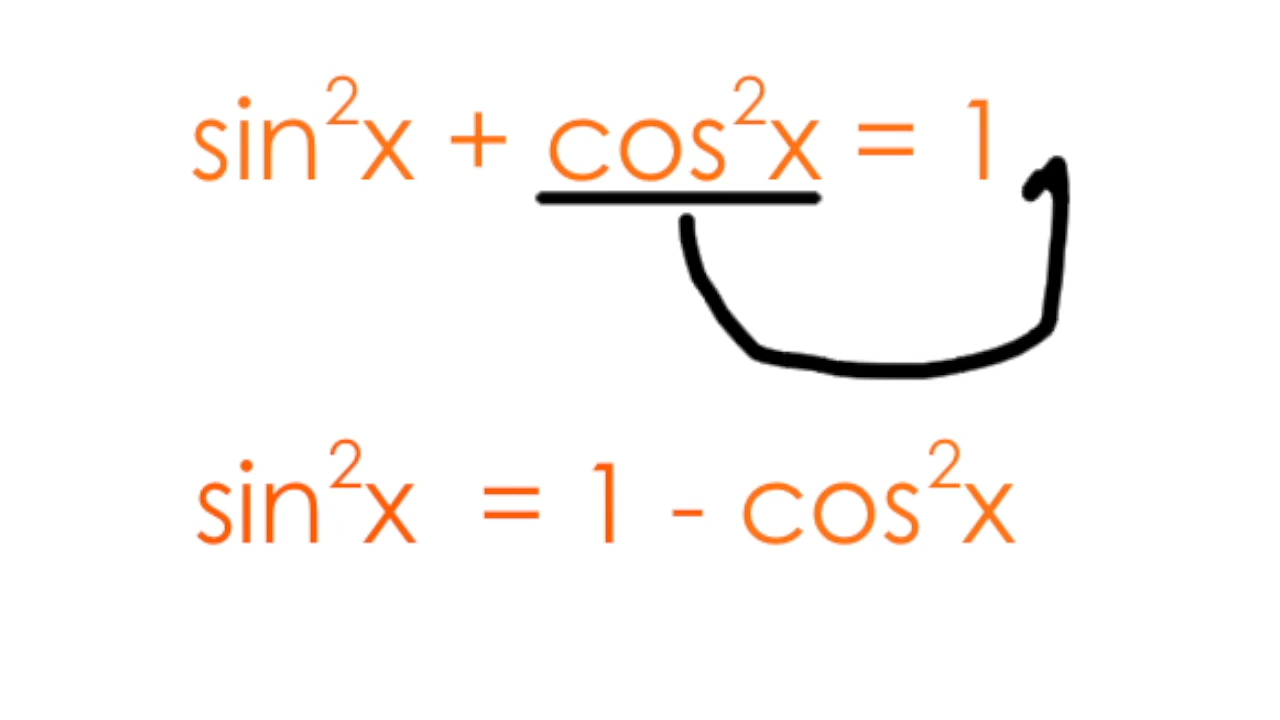 sin²x + cos²x = 1
sin²x = 1 - cos²x